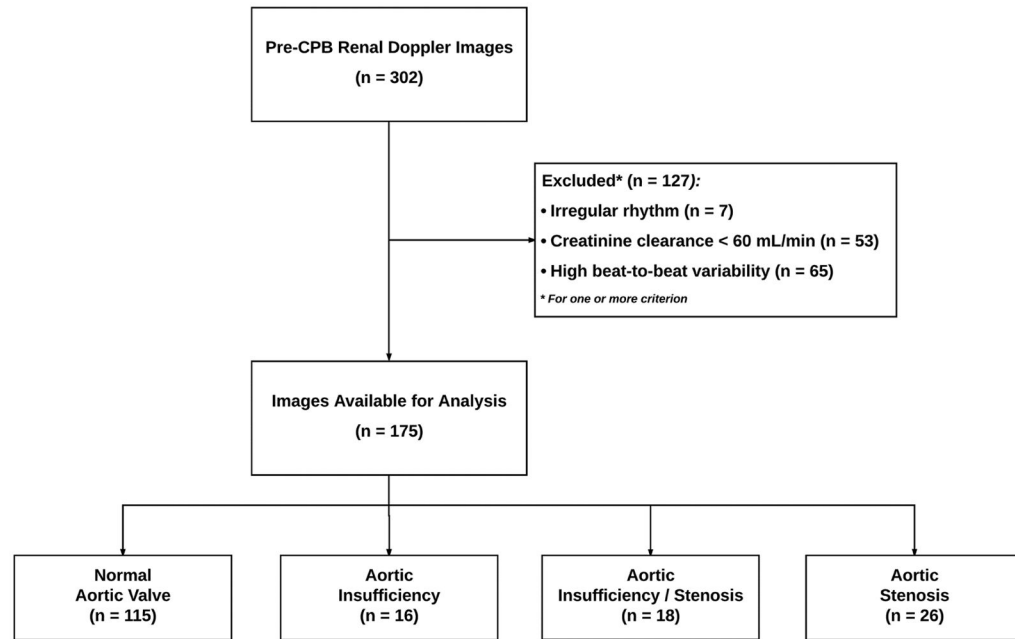 Pre-CPB Renal Doppler Images
(n = 302)
Excluded* (n = 127):
• Irregular rhythm (n = 7)
• Creatinine clearance < 60 mL/min (n = 53)
• High beat-to-beat variability (n = 65)
* For one or more criterion
Images Available for Analysis
(n = 175)
Normal
Aortic Valve
(n = 115)
Aortic
Insufficiency
(n = 16)
Aortic
Insufficiency / Stenosis
(n = 18)
Aortic
Stenosis
(n = 26)